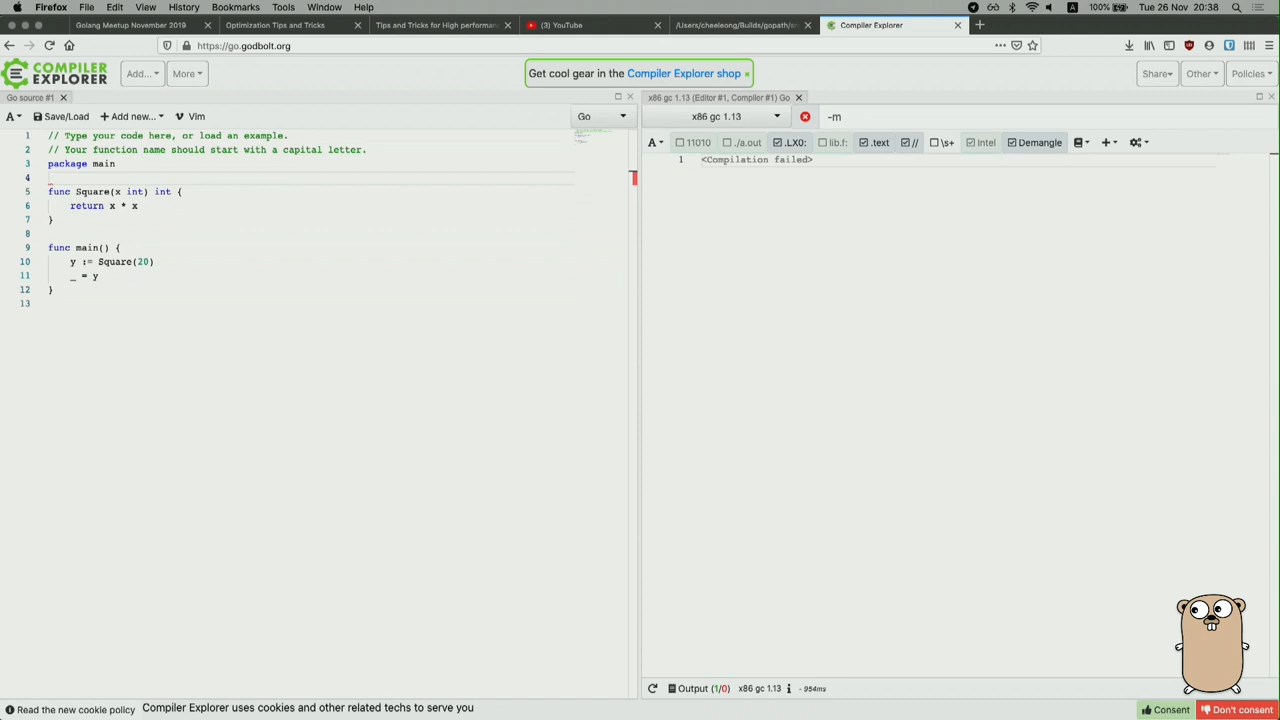 Firefox File Edit View History Bookmarks Tools Window Help 100% Tue 26 Nov 20:38
Golang Meetup November 2019 Optimization Tips and Tricks Tips and Tricks for High performan (3) YouTube /Users/cheeleong/Builds/gopath/sr Compiler Explorer
https://go.godbolt.org
COMPILER EXPLORER Add... More Get cool gear in the Compiler Explorer shop × Share Other Policies
Go source #1 x86 gc 1.13 (Editor #1, Compiler #1) Go
A Save/Load + Add new... Vim Go x86 gc 1.13 -m
A 11010 ./a.out .LX0: lib.f: .text // \s+ Intel Demangle
1 // Type your code here, or load an example.
2 // Your function name should start with a capital letter.
3 package main
4
5 func Square(x int) int {
6 return x * x
7 }
8
9 func main() {
10 y := Square(20)
11 _ = y
12 }
13
1 <Compilation failed>
Output (1/0) x86 gc 1.13 i - 954ms
Read the new cookie policy Compiler Explorer uses cookies and other related techs to serve you Consent Don't consent